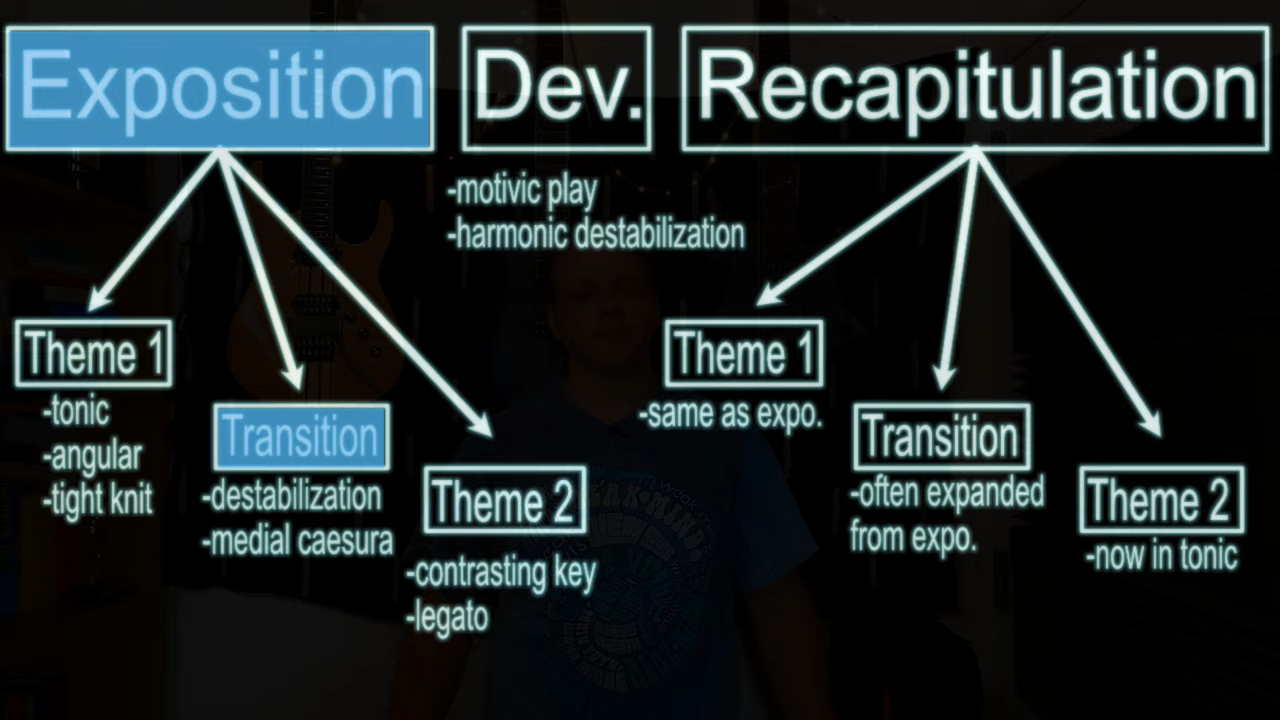 Exposition
Dev.
Recapitulation
-motivic play
-harmonic destabilization
Theme 1
-tonic
-angular
-tight knit
Transition
-destabilization
-medial caesura
Theme 2
-contrasting key
-legato
Theme 1
-same as expo.
Transition
-often expanded
from expo.
Theme 2
-now in tonic